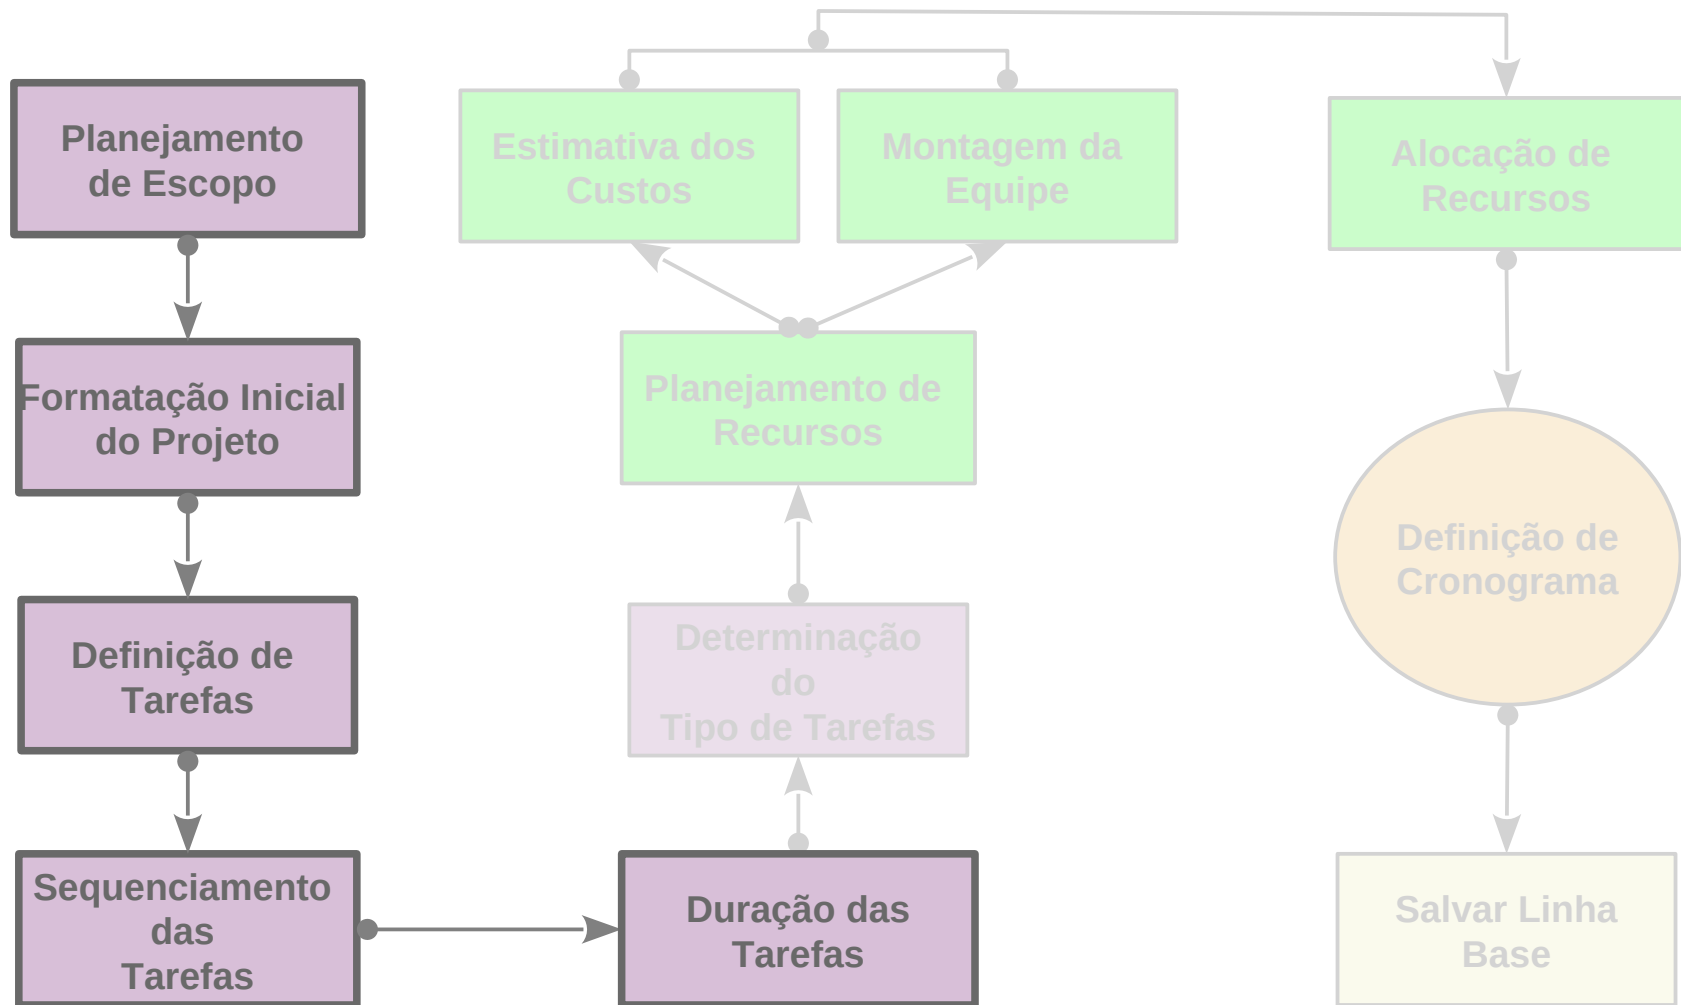 Planejamento
de Escopo
Formatação Inicial
do Projeto
Definição de
Tarefas
Sequenciamento
das
Tarefas
Duração das
Tarefas
Determinação
do
Tipo de Tarefas
Planejamento de
Recursos
Estimativa dos
Custos
Montagem da
Equipe
Alocação de
Recursos
Definição de
Cronograma
Salvar Linha
Base